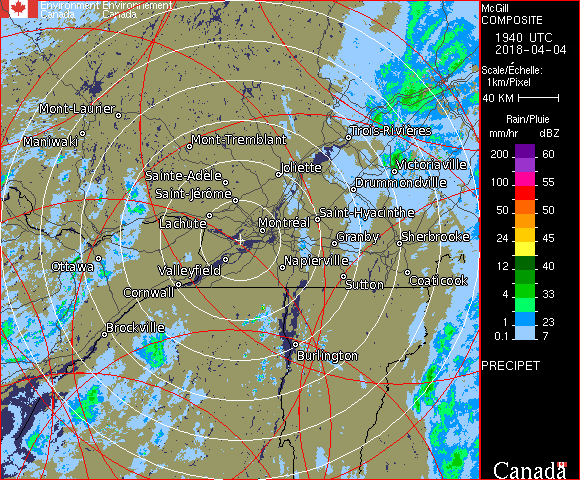 Environment Environnement
Canada Canada
McGill
COMPOSITE
1940 UTC
2018-04-04
Scale/Échelle:
1km/Pixel
40 KM
Rain/Pluie
mm/hr dBZ
200 60
100 55
50 50
24 45
12 40
4 33
1 23
0.1 7
PRECIPET
Mont-Laurier
Maniwaki
Mont-Tremblant
Trois-Rivières
Sainte-Adèle
Joliette
Victoriaville
Saint-Jérôme
Drummondville
Lachute
Saint-Hyacinthe
Montréal
Granby
Sherbrooke
Ottawa
Valleyfield
Napierville
Cornwall
Sutton
Coaticook
Brockville
Burlington
Canada